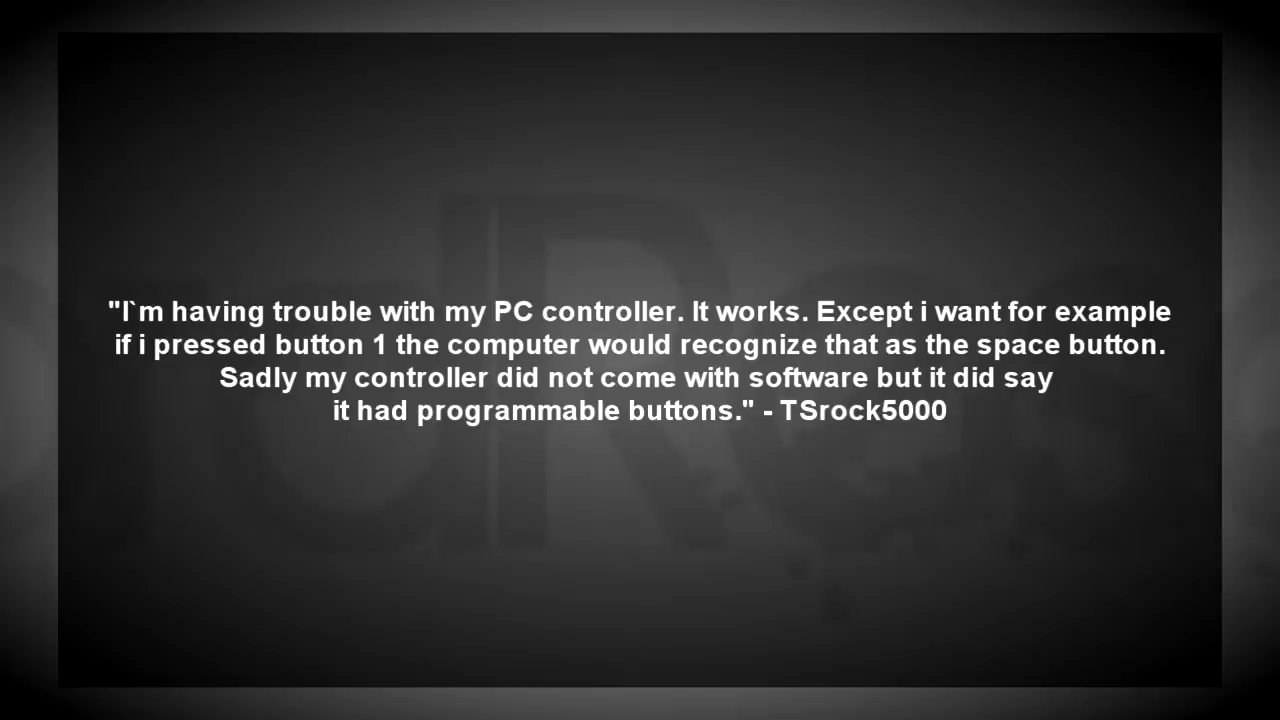 "I`m having trouble with my PC controller. It works. Except i want for example
if i pressed button 1 the computer would recognize that as the space button.
Sadly my controller did not come with software but it did say
it had programmable buttons." - TSrock5000